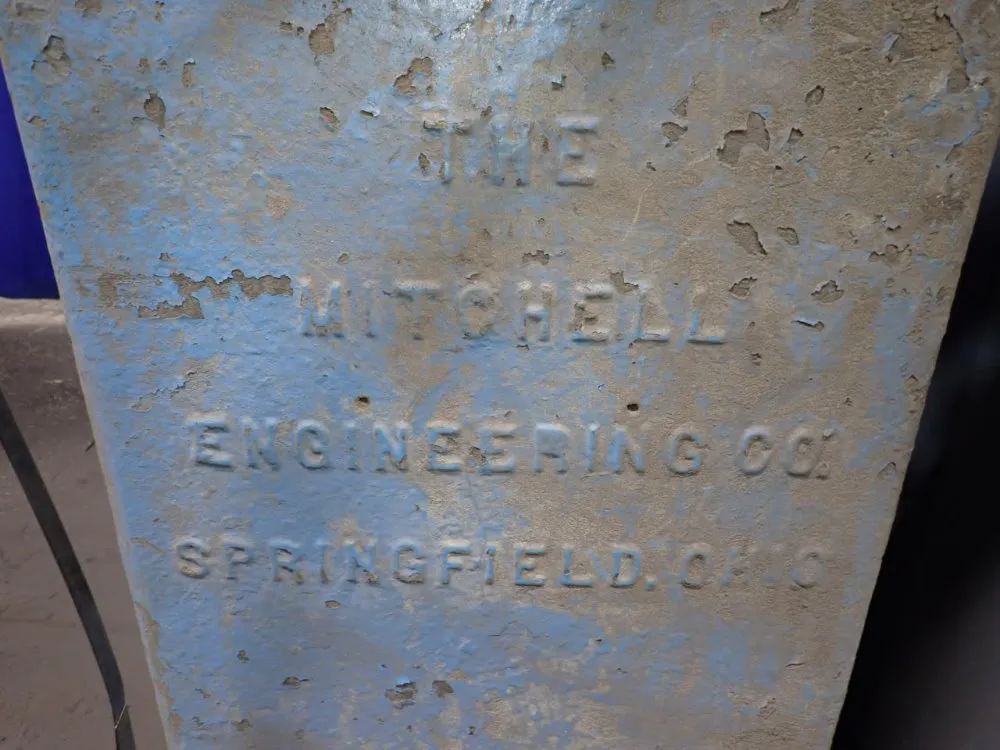 THE
MITCHELL
ENGINEERING CO.
SPRINGFIELD, OHIO